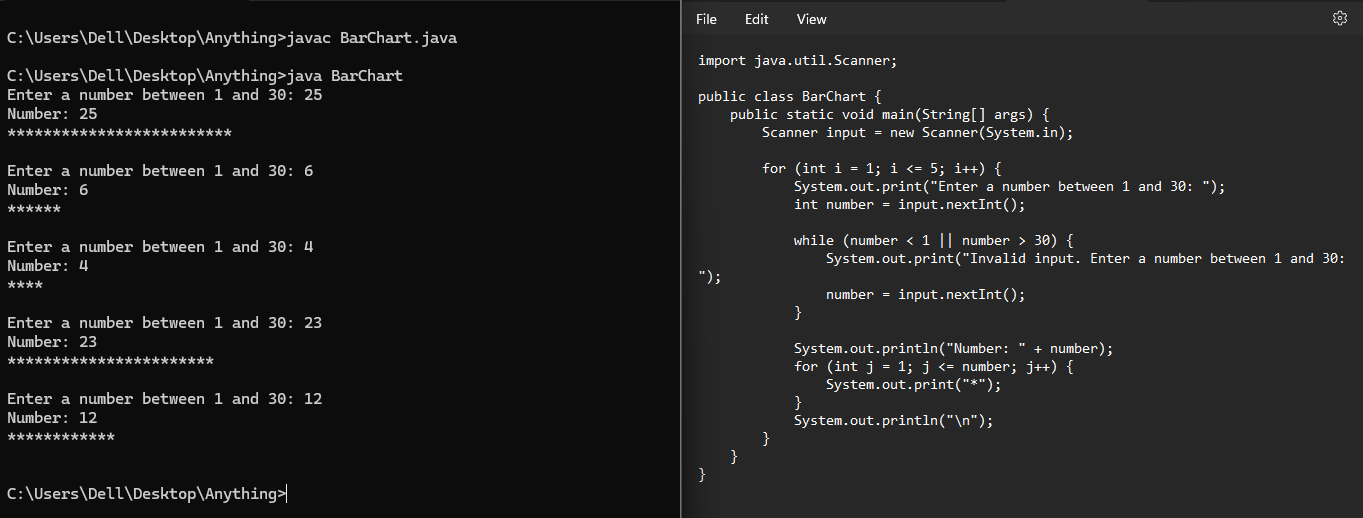 C:\Users\Dell\Desktop\Anything>javac BarChart.java
C:\Users\Dell\Desktop\Anything>java BarChart
Enter a number between 1 and 30: 25
Number: 25
*************************
Enter a number between 1 and 30: 6
Number: 6
******
Enter a number between 1 and 30: 4
Number: 4
****
Enter a number between 1 and 30: 23
Number: 23
***********************
Enter a number between 1 and 30: 12
Number: 12
************
C:\Users\Dell\Desktop\Anything>
File Edit View
import java.util.Scanner;
public class BarChart {
public static void main(String[] args) {
Scanner input = new Scanner(System.in);
for (int i = 1; i <= 5; i++) {
System.out.print("Enter a number between 1 and 30: ");
int number = input.nextInt();
while (number < 1 || number > 30) {
System.out.print("Invalid input. Enter a number between 1 and 30:
");
number = input.nextInt();
}
System.out.println("Number: " + number);
for (int j = 1; j <= number; j++) {
System.out.print("*");
}
System.out.println("\n");
}
}
}